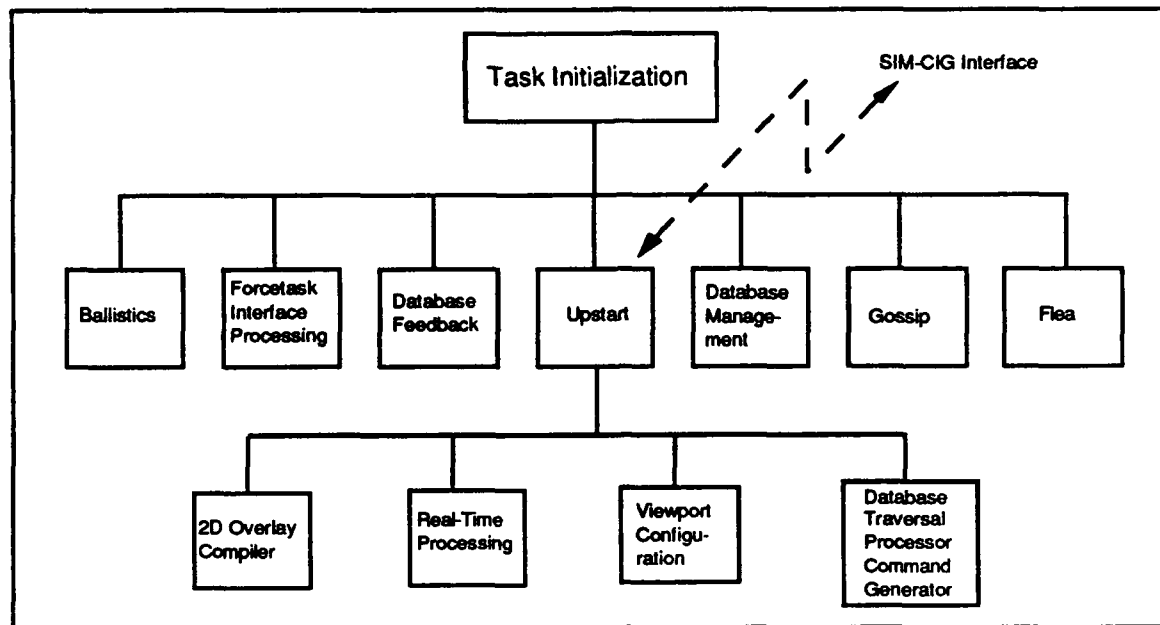 Task Initialization
SIM-CIG Interface
Ballistics
Forcetask
Interface
Processing
Database
Feedback
Upstart
Database
Manage-
ment
Gossip
Flea
2D Overlay
Compiler
Real-Time
Processing
Viewport
Configu-
ration
Database
Traversal
Processor
Command
Generator